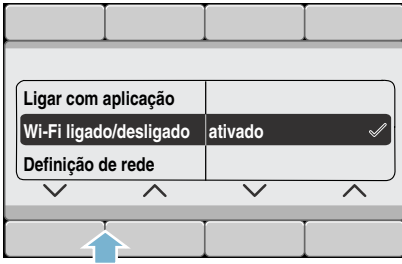 Ligar com aplicação
Wi-Fi ligado/desligado ativado
Definição de rede